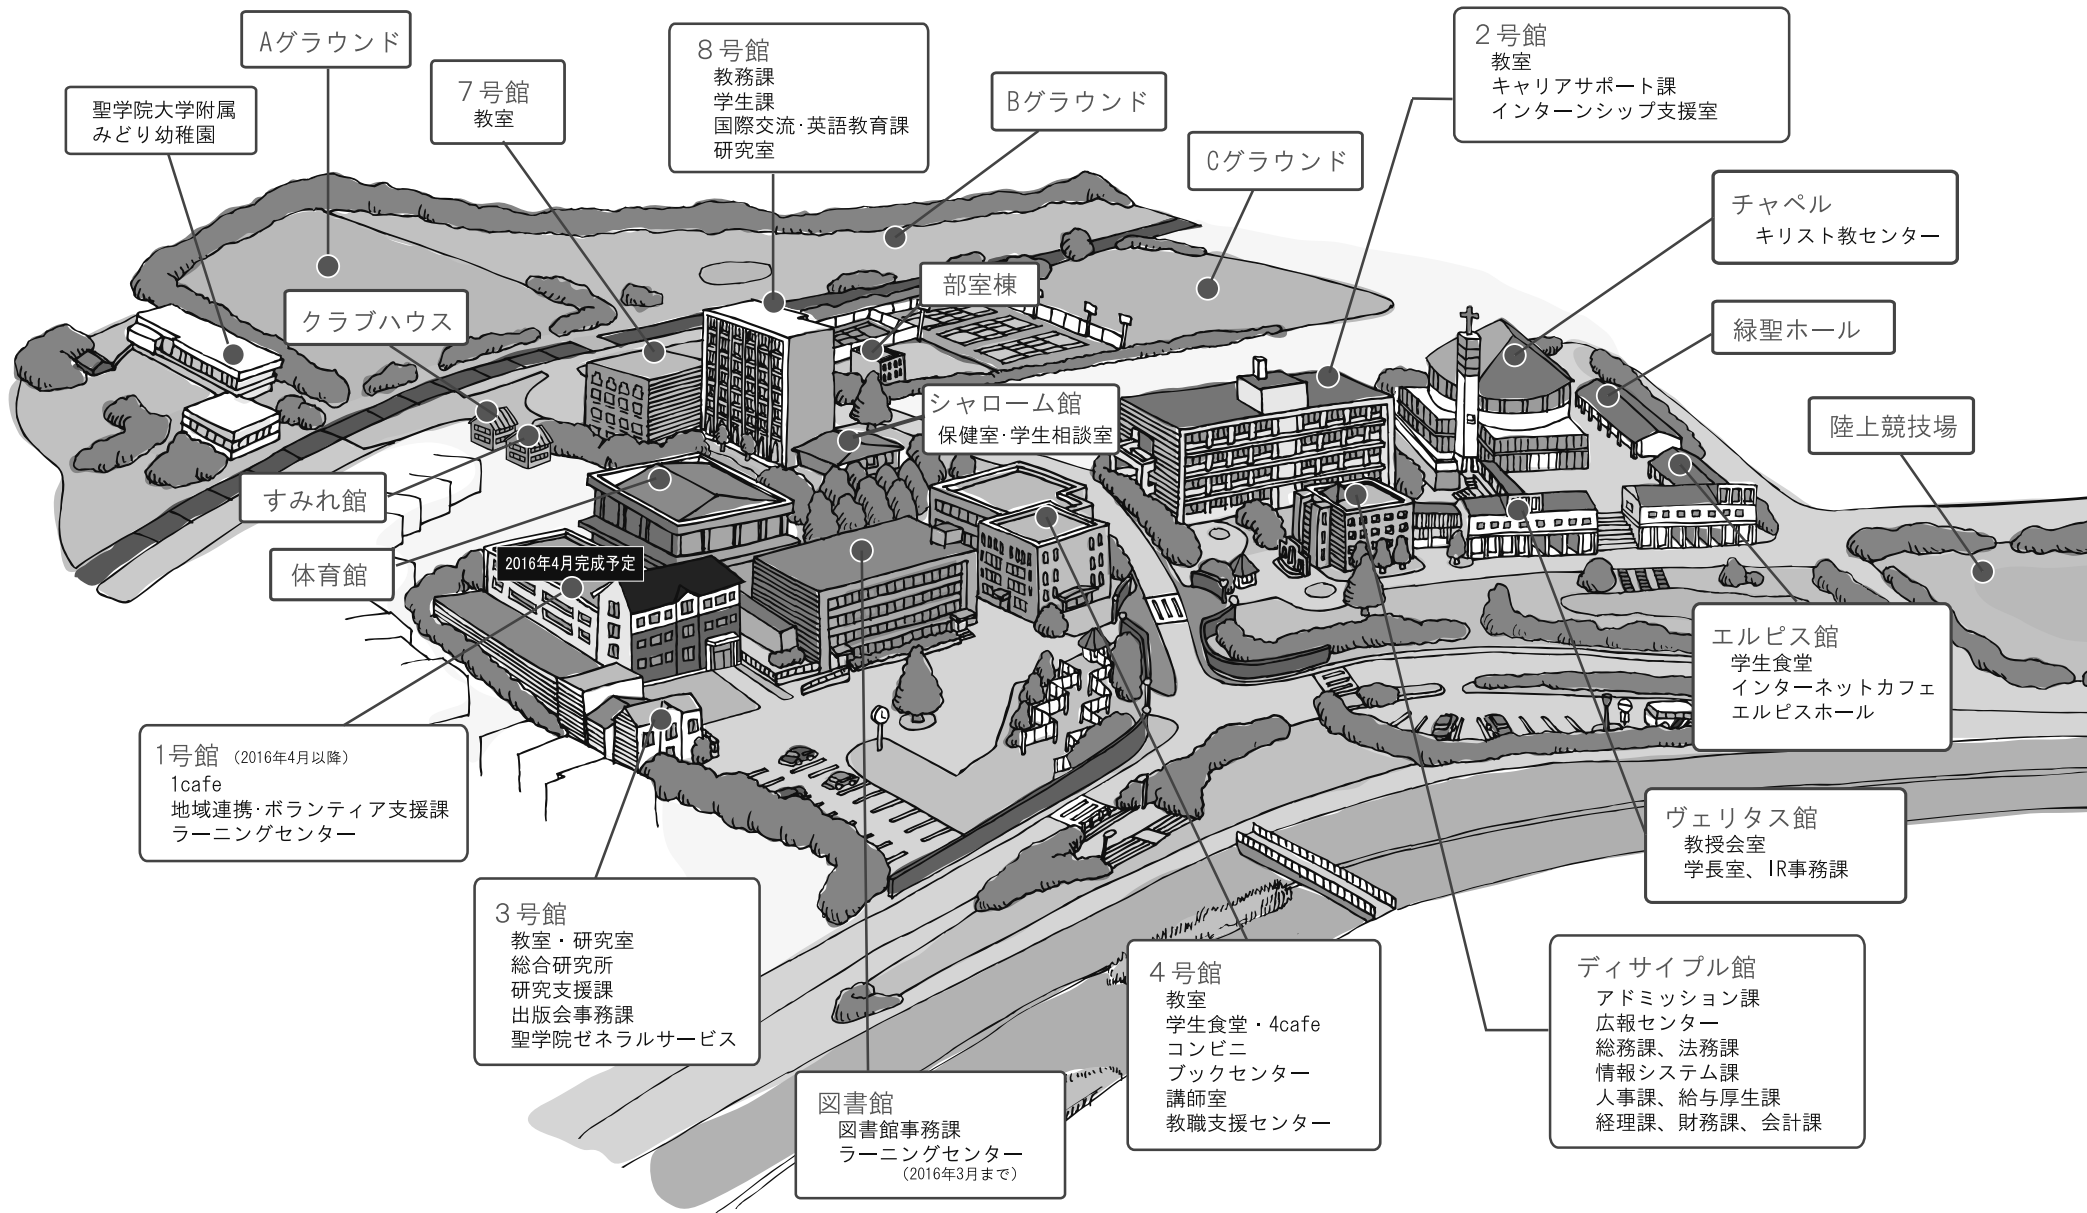 Aグラウンド
7号館
教室
8号館
教務課
学生課
国際交流・英語教育課
研究室
Bグラウンド
Cグラウンド
2号館
教室
キャリアサポート課
インターンシップ支援室
聖学院大学附属
みどり幼稚園
チャペル
キリスト教センター
クラブハウス
部室棟
緑聖ホール
シャローム館
保健室・学生相談室
陸上競技場
すみれ館
体育館
2016年4月完成予定
エルピス館
学生食堂
インターネットカフェ
エルピスホール
1号館 (2016年4月以降)
1cafe
地域連携・ボランティア支援課
ラーニングセンター
ヴェリタス館
教授会室
学長室、IR事務課
3号館
教室・研究室
総合研究所
研究支援課
出版会事務課
聖学院ゼネラルサービス
図書館
図書館事務課
ラーニングセンター
(2016年3月まで)
4号館
教室
学生食堂・4cafe
コンビニ
ブックセンター
講師室
教職支援センター
ディサイプル館
アドミッション課
広報センター
総務課、法務課
情報システム課
人事課、給与厚生課
経理課、財務課、会計課